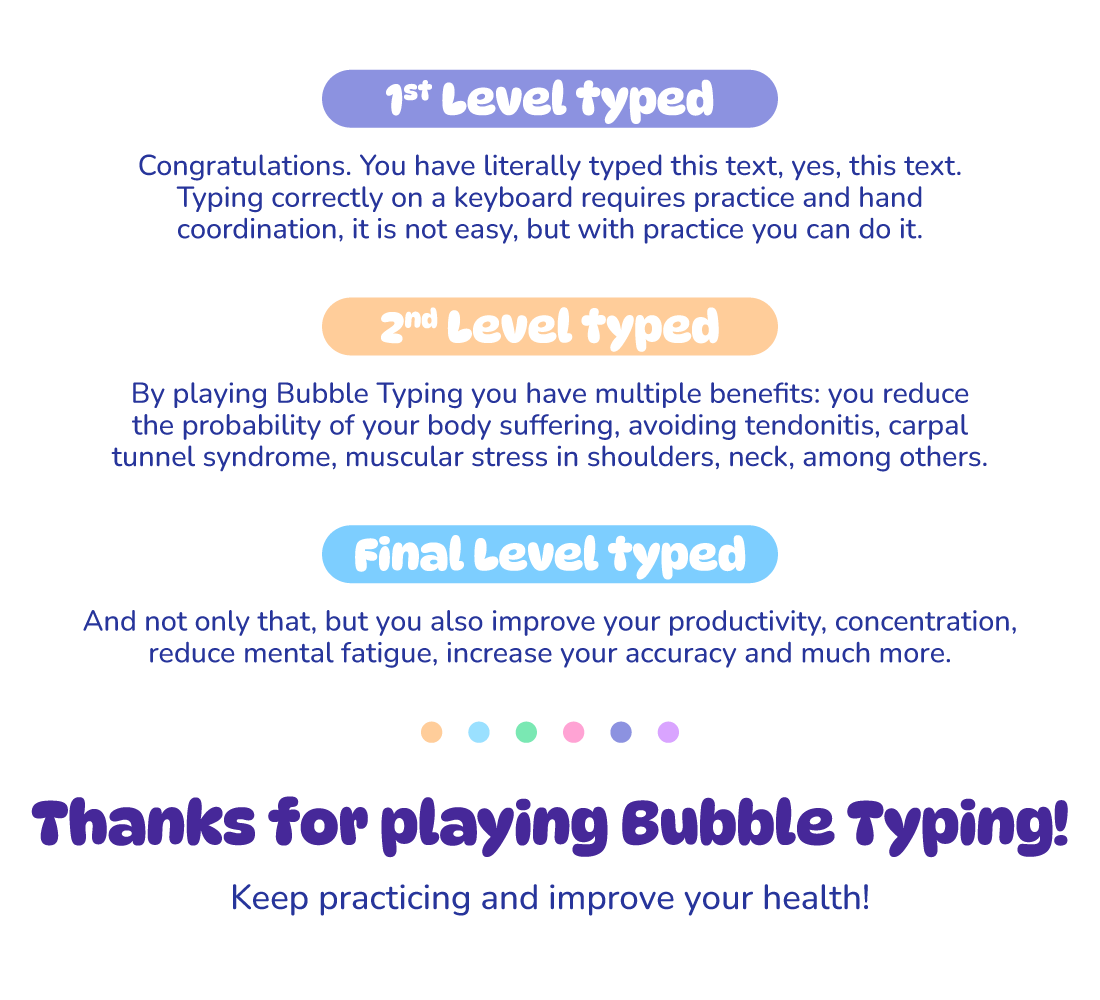 1st Level typed
Congratulations. You have literally typed this text, yes, this text.
Typing correctly on a keyboard requires practice and hand
coordination, it is not easy, but with practice you can do it.
2nd Level typed
By playing Bubble Typing you have multiple benefits: you reduce
the probability of your body suffering, avoiding tendonitis, carpal
tunnel syndrome, muscular stress in shoulders, neck, among others.
Final Level typed
And not only that, but you also improve your productivity, concentration,
reduce mental fatigue, increase your accuracy and much more.
Thanks for playing Bubble Typing!
Keep practicing and improve your health!